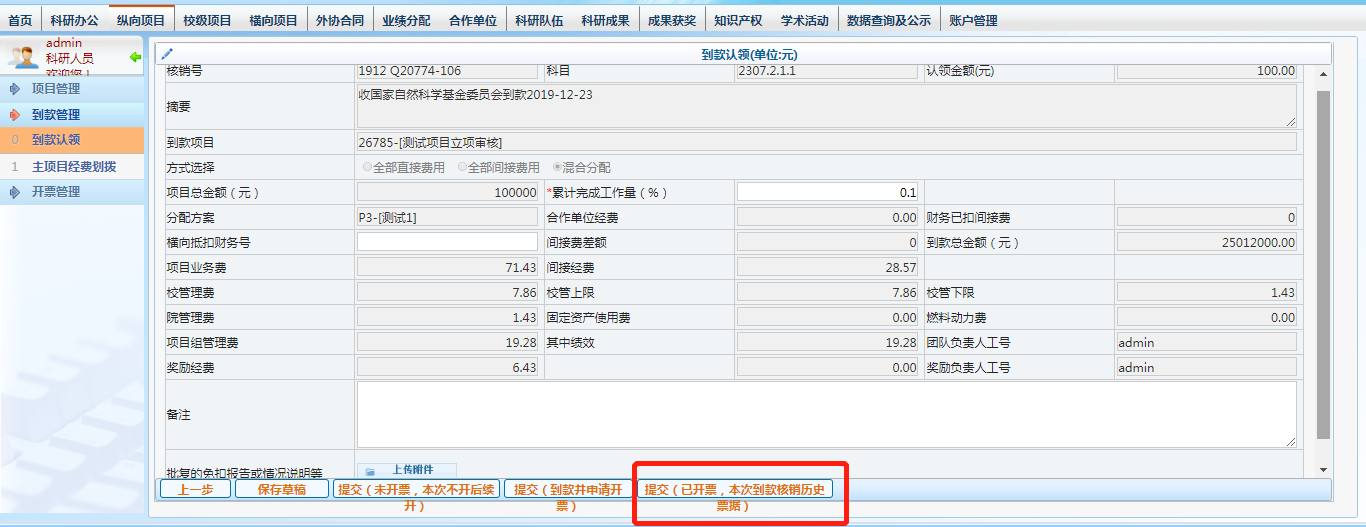 首页 科研办公 纵向项目 校级项目 横向项目 外协合同 业绩分配 合作单位 科研队伍 科研成果 成果获奖 知识产权 学术活动 数据查询及公示 账户管理
admin
科研人员
欢迎您！
项目管理
到款管理
0 到款认领
1 主项目经费划拨
开票管理
到款认领(单位:元)
核销号 1912 Q20774-106 科目 2307.2.1.1 认领金额(元) 100.00
摘要 收国家自然科学基金委员会到款2019-12-23
到款项目 26785-[测试项目立项审核]
方式选择 全部直接费用 全部间接费用 混合分配
项目总金额（元） 100000 *累计完成工作量（%） 0.1
分配方案 P3-[测试1] 合作单位经费 0.00 财务已扣间接费 0
横向抵扣财务号 间接费差额 0 到款总金额（元） 25012000.00
项目业务费 71.43 间接经费 28.57
校管理费 7.86 校管上限 7.86 校管下限 1.43
院管理费 1.43 固定资产使用费 0.00 燃料动力费 0.00
项目组管理费 19.28 其中绩效 19.28 团队负责人工号 admin
奖励经费 6.43 0.00 奖励负责人工号 admin
备注
批复的免扣报告或情况说明等 上传附件
上一步 保存草稿 提交（未开票，本次不开后续开） 提交（到款并申请开票） 提交（已开票，本次到款核销历史票据）